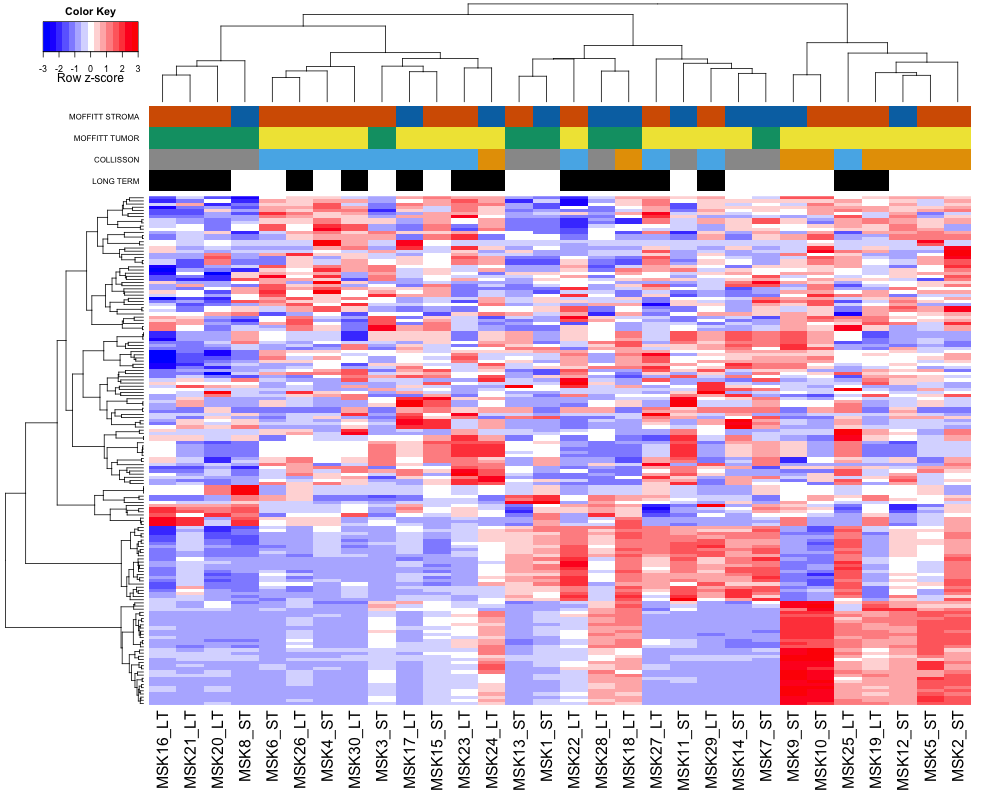 Color Key
-3 -2 -1 0 1 2 3
Row z-score
MOFFITT STROMA
MOFFITT TUMOR
COLLISSON
LONG TERM
MSK16_LT
MSK21_LT
MSK20_LT
MSK8_ST
MSK6_ST
MSK26_LT
MSK4_ST
MSK30_LT
MSK3_ST
MSK17_LT
MSK15_ST
MSK23_LT
MSK24_LT
MSK13_ST
MSK1_ST
MSK22_LT
MSK28_LT
MSK18_LT
MSK27_LT
MSK11_ST
MSK29_LT
MSK14_ST
MSK7_ST
MSK9_ST
MSK10_ST
MSK25_LT
MSK19_LT
MSK12_ST
MSK5_ST
MSK2_ST